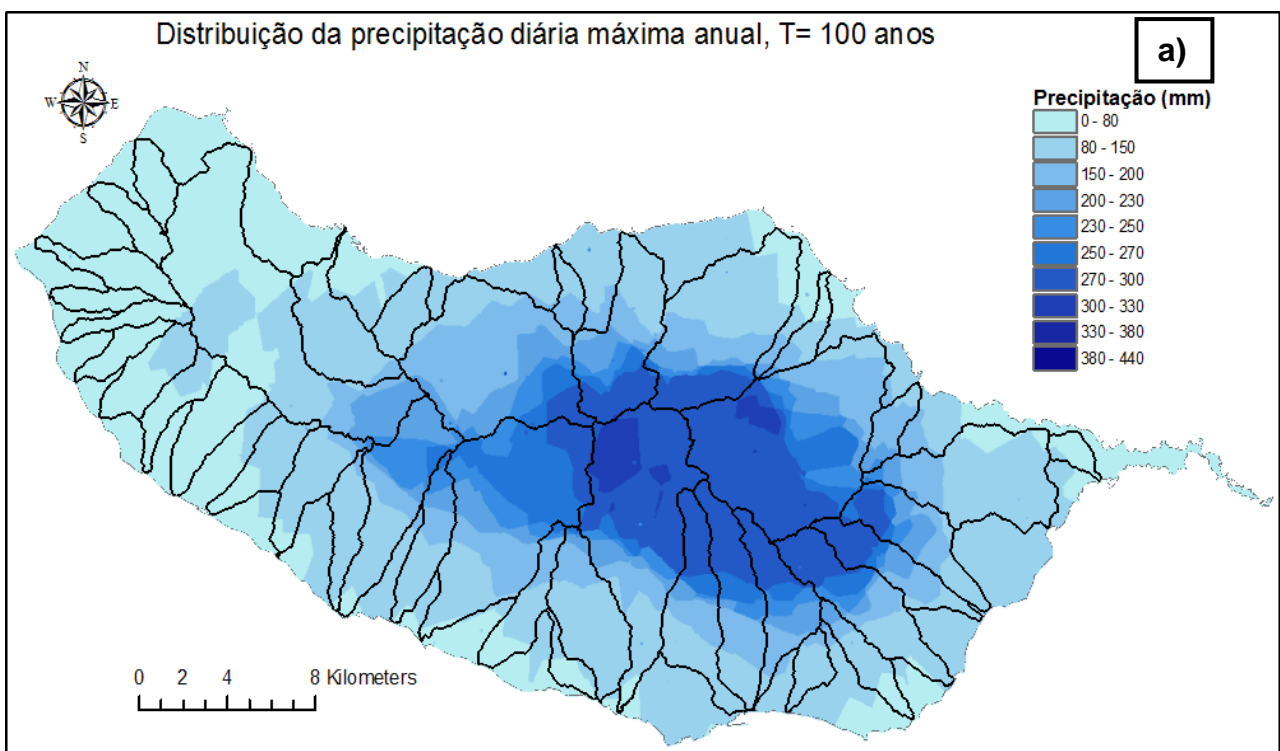 Distribuição da precipitação diária máxima anual, T= 100 anos
a)
N
W E
S
Precipitação (mm)
0 - 80
80 - 150
150 - 200
200 - 230
230 - 250
250 - 270
270 - 300
300 - 330
330 - 380
380 - 440
0 2 4 8 Kilometers